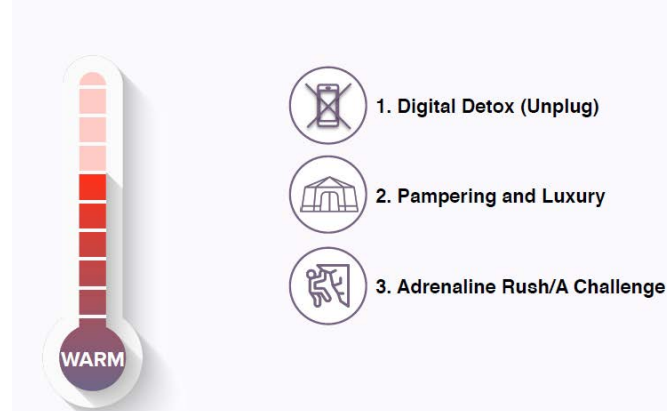 1. Digital Detox (Unplug)
2. Pampering and Luxury
3. Adrenaline Rush/A Challenge
WARM